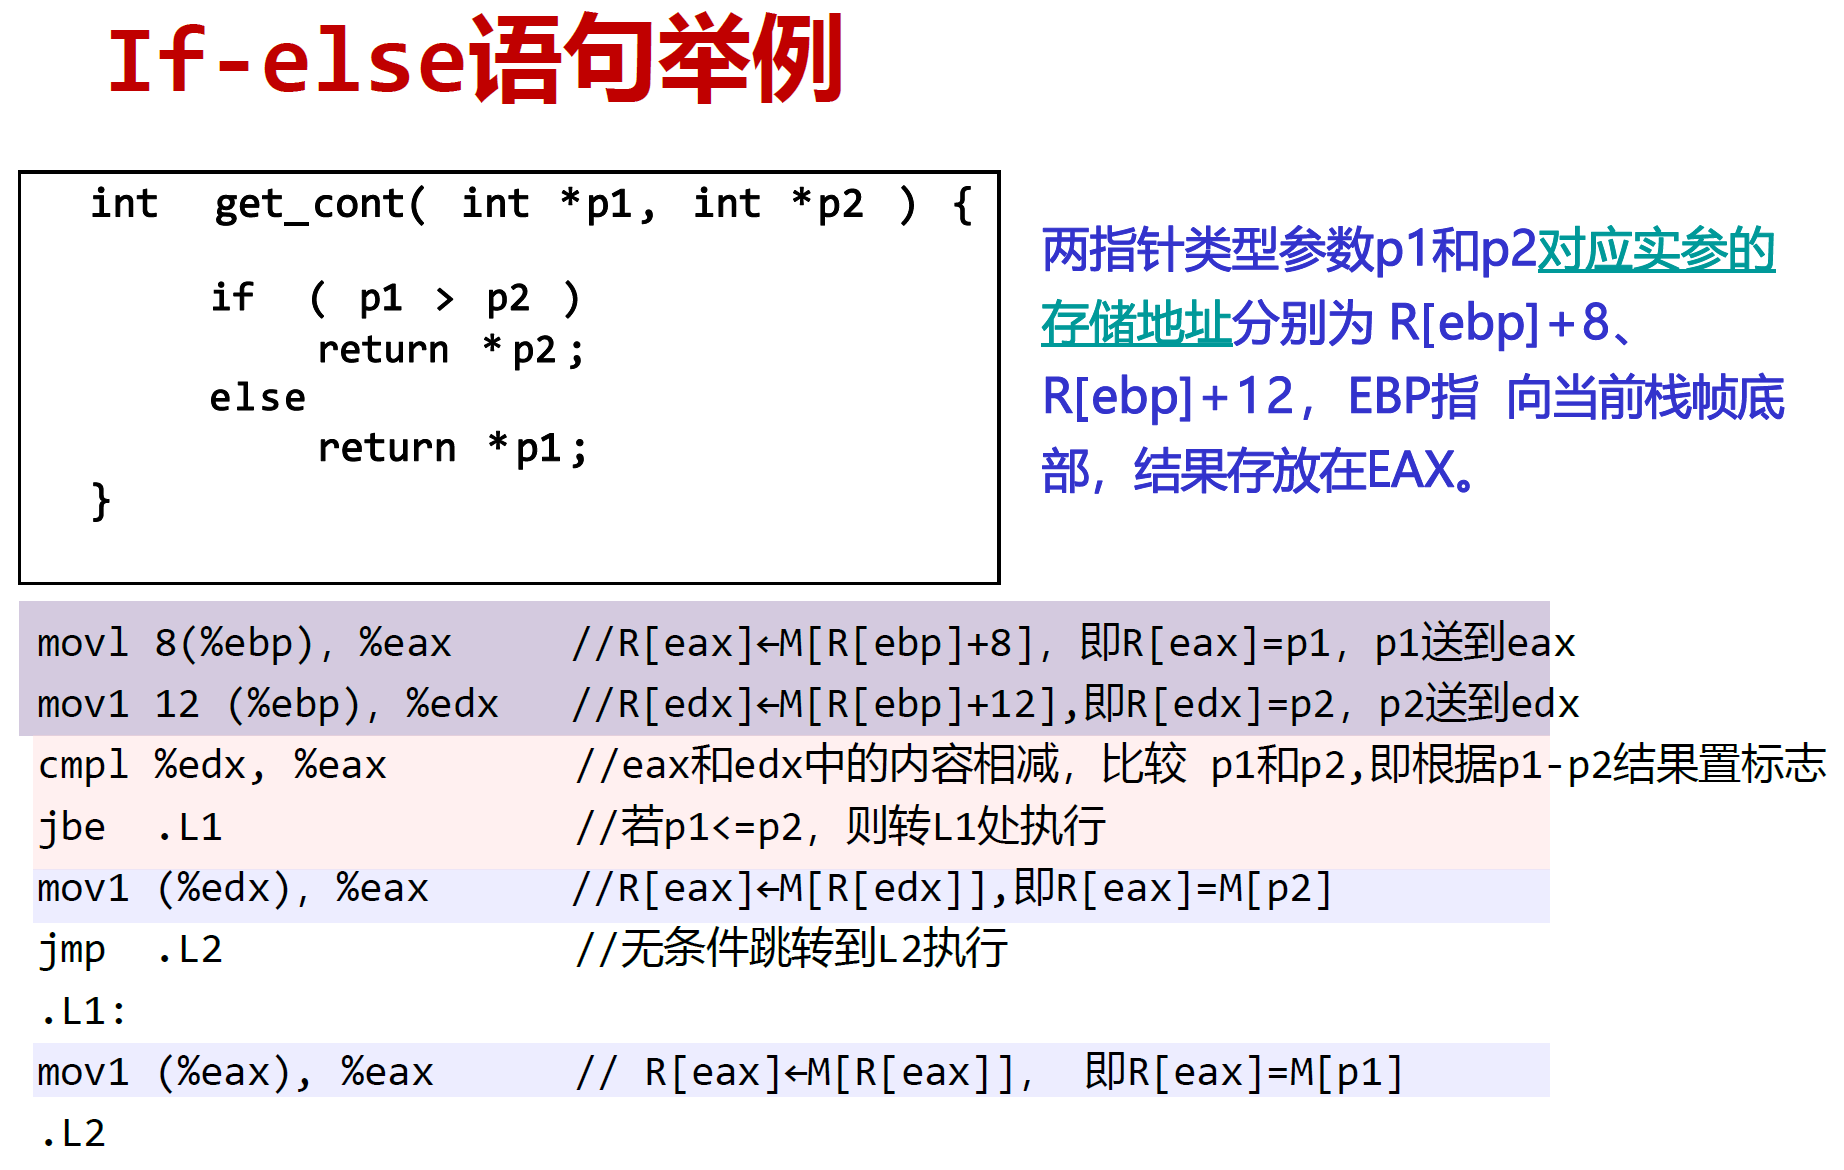 If-else语句举例
int get_cont( int *p1, int *p2 ) {
if ( p1 > p2 )
return *p2;
else
return *p1;
}
两指针类型参数p1和p2对应实参的
存储地址分别为 R[ebp]+8、
R[ebp]+12，EBP指 向当前栈帧底
部，结果存放在EAX。
movl 8(%ebp), %eax //R[eax]←M[R[ebp]+8]，即R[eax]=p1，p1送到eax
mov1 12 (%ebp), %edx //R[edx]←M[R[ebp]+12],即R[edx]=p2，p2送到edx
cmpl %edx, %eax //eax和edx中的内容相减，比较 p1和p2,即根据p1-p2结果置标志
jbe .L1 //若p1<=p2，则转L1处执行
mov1 (%edx), %eax //R[eax]←M[R[edx]],即R[eax]=M[p2]
jmp .L2 //无条件跳转到L2执行
.L1:
mov1 (%eax), %eax // R[eax]←M[R[eax]]， 即R[eax]=M[p1]
.L2